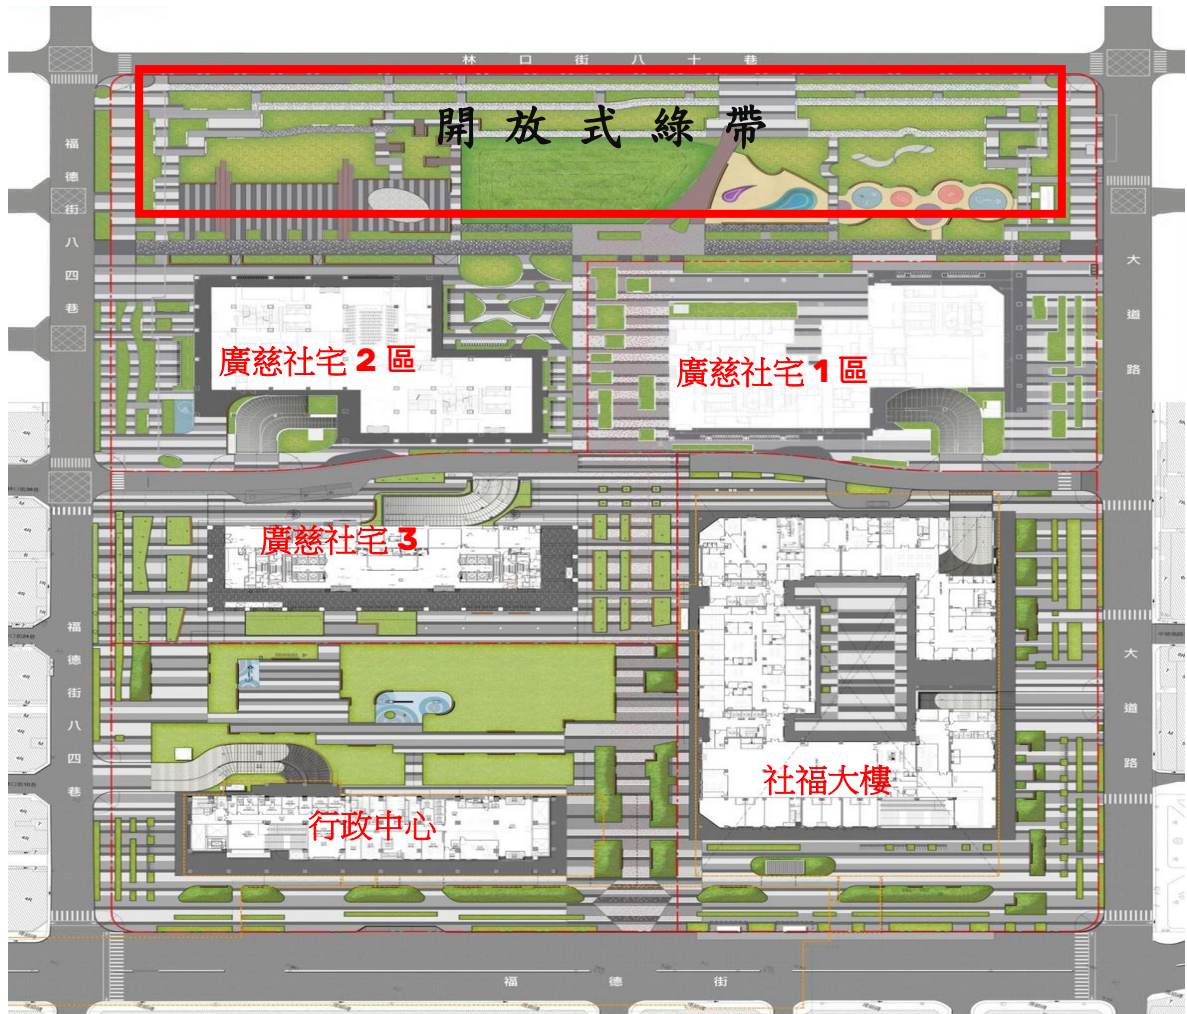 林口街八十巷
開放式綠帶
福德街八四巷
大道路
廣慈社宅 2 區
廣慈社宅 1 區
廣慈社宅 3
福德街八四巷
大道路
社福大樓
行政中心
福德街